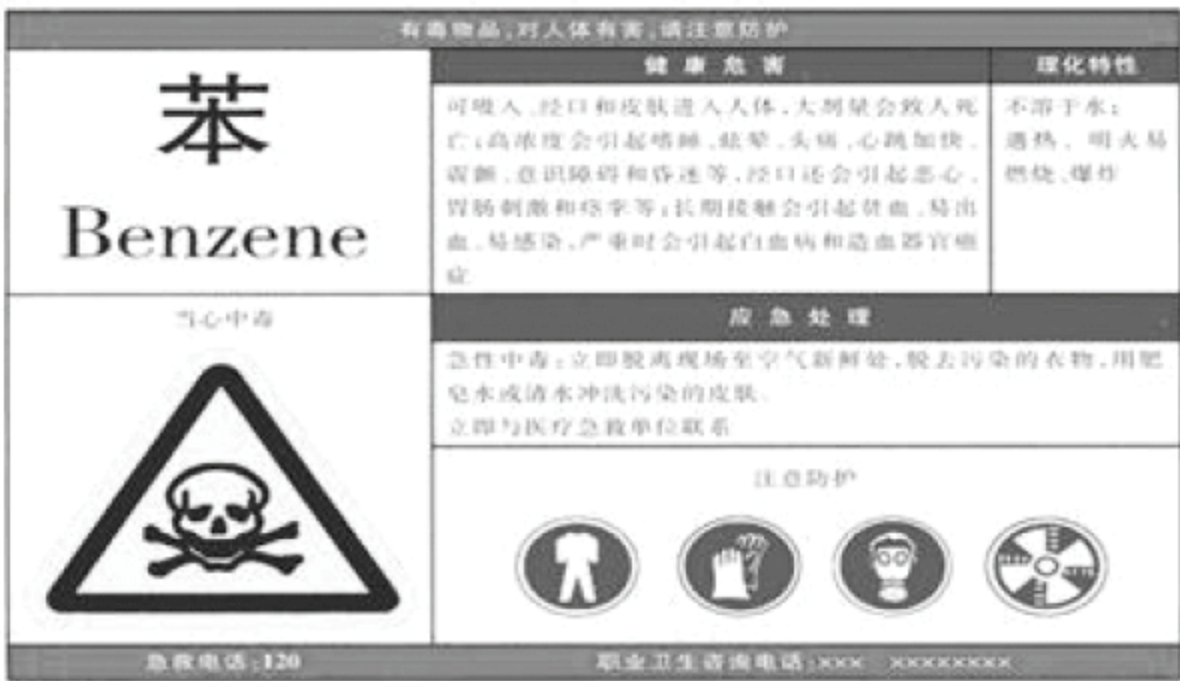 有毒物品,对人体有害,请注意防护
苯
Benzene
健康危害
理化特性
可吸入、经口和皮肤进入人体,大剂量会致人死
亡;高浓度会引起嗜睡、眩晕、头痛、心跳加快、
震颤、意识障碍和昏迷等,经口还会引起恶心、
胃肠刺激和痉挛等;长期接触会引起贫血、易出
血、易感染,严重时会引起白血病和造血器官癌
症
不溶于水;
遇热、明火易
燃烧、爆炸
当心中毒
应急处理
急性中毒:立即脱离现场至空气新鲜处,脱去污染的衣物,用肥
皂水或清水冲洗污染的皮肤、
立即与医疗急救单位联系
注意防护
急救电话:120
职业卫生咨询电话:××× ××××××××